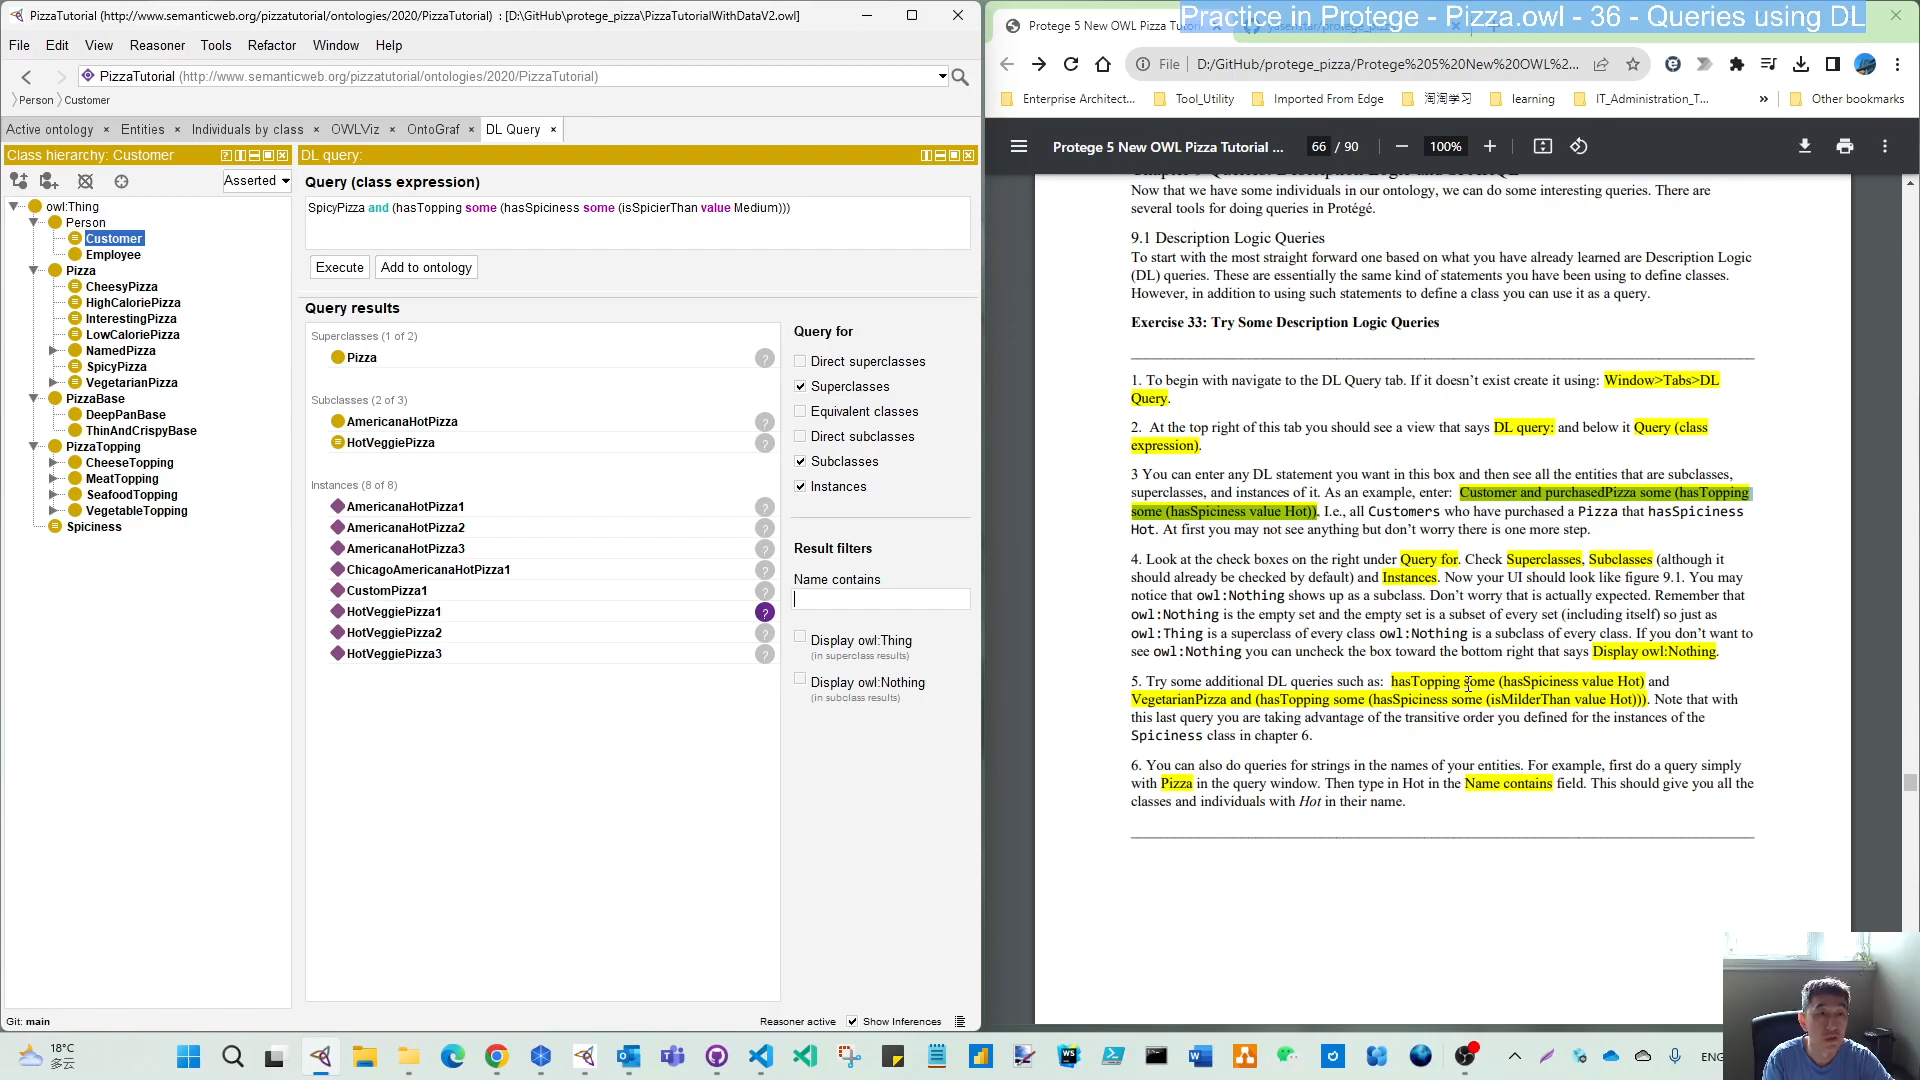 PizzaTutorial (http://www.semanticweb.org/pizzatutorial/ontologies/2020/PizzaTutorial) : [D:\GitHub\protege_pizza\PizzaTutorialWithDataV2.owl]
File Edit View Reasoner Tools Refactor Window Help
PizzaTutorial (http://www.semanticweb.org/pizzatutorial/ontologies/2020/PizzaTutorial)
Person Customer
Active ontology × Entities × Individuals by class × OWLViz × OntoGraf × DL Query ×
Class hierarchy: Customer
Asserted
owl:Thing
Person
Customer
Employee
Pizza
CheesyPizza
HighCaloriePizza
InterestingPizza
LowCaloriePizza
NamedPizza
SpicyPizza
VegetarianPizza
PizzaBase
DeepPanBase
ThinAndCrispyBase
PizzaTopping
CheeseTopping
MeatTopping
SeafoodTopping
VegetableTopping
Spiciness
DL query:
Query (class expression)
SpicyPizza and (hasTopping some (hasSpiciness some (isSpicierThan value Medium)))
Execute Add to ontology
Query results
Superclasses (1 of 2)
Pizza
Subclasses (2 of 3)
AmericanaHotPizza
HotVeggiePizza
Instances (8 of 8)
AmericanaHotPizza1
AmericanaHotPizza2
AmericanaHotPizza3
ChicagoAmericanaHotPizza1
CustomPizza1
HotVeggiePizza1
HotVeggiePizza2
HotVeggiePizza3
Query for
Direct superclasses
Superclasses
Equivalent classes
Direct subclasses
Subclasses
Instances
Result filters
Name contains
Display owl:Thing
(in superclass results)
Display owl:Nothing
(in subclass results)
Git: main
Reasoner active Show Inferences
Practice in Protege - Pizza.owl - 36 - Queries using DL
Protege 5 New OWL Pizza Tutori
File D:/GitHub/protege_pizza/Protege%205%20New%20OWL%2...
Enterprise Architect... Tool_Utility Imported From Edge 淘淘学习 learning IT_Administration_T... » Other bookmarks
Protege 5 New OWL Pizza Tutorial ... 66 / 90 100%
Now that we have some individuals in our ontology, we can do some interesting queries. There are
several tools for doing queries in Protégé.
9.1 Description Logic Queries
To start with the most straight forward one based on what you have already learned are Description Logic
(DL) queries. These are essentially the same kind of statements you have been using to define classes.
However, in addition to using such statements to define a class you can use it as a query.
Exercise 33: Try Some Description Logic Queries
1. To begin with navigate to the DL Query tab. If it doesn't exist create it using: Window>Tabs>DL
Query.
2. At the top right of this tab you should see a view that says DL query: and below it Query (class
expression).
3 You can enter any DL statement you want in this box and then see all the entities that are subclasses,
superclasses, and instances of it. As an example, enter: Customer and purchasedPizza some (hasTopping
some (hasSpiciness value Hot)). I.e., all Customers who have purchased a Pizza that hasSpiciness
Hot. At first you may not see anything but don't worry there is one more step.
4. Look at the check boxes on the right under Query for. Check Superclasses, Subclasses (although it
should already be checked by default) and Instances. Now your UI should look like figure 9.1. You may
notice that owl:Nothing shows up as a subclass. Don't worry that is actually expected. Remember that
owl:Nothing is the empty set and the empty set is a subset of every set (including itself) so just as
owl:Thing is a superclass of every class owl:Nothing is a subclass of every class. If you don't want to
see owl:Nothing you can uncheck the box toward the bottom right that says Display owl:Nothing.
5. Try some additional DL queries such as: hasTopping some (hasSpiciness value Hot) and
VegetarianPizza and (hasTopping some (hasSpiciness some (isMilderThan value Hot))). Note that with
this last query you are taking advantage of the transitive order you defined for the instances of the
Spiciness class in chapter 6.
6. You can also do queries for strings in the names of your entities. For example, first do a query simply
with Pizza in the query window. Then type in Hot in the Name contains field. This should give you all the
classes and individuals with Hot in their name.
18°C
多云
ENG